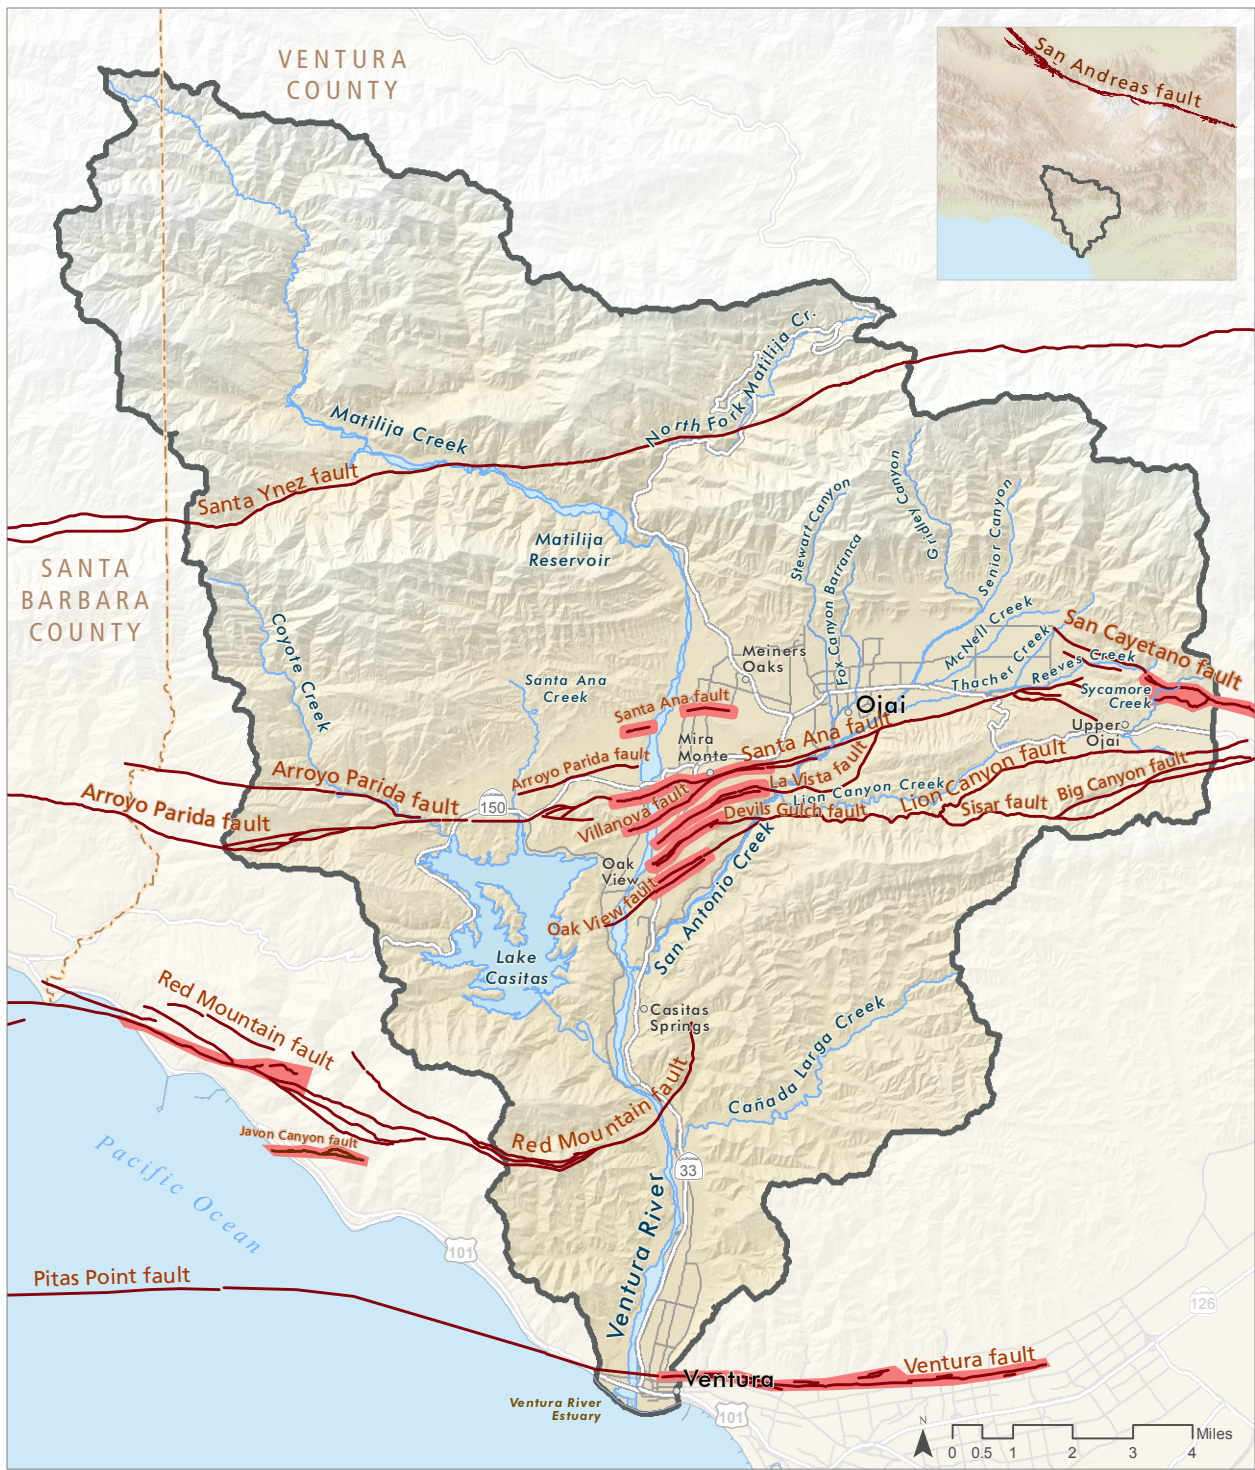 VENTURA
COUNTY
San Andreas fault
North Fork Matilija Cr.
Matilija Creek
Santa Ynez fault
Matilija
Reservoir
SANTA
BARBARA
COUNTY
Stewart Canyon
Fox Canyon Barranca
Gridley Canyon
Senior Canyon
Coyote Creek
McNell Creek
Thacher Creek
Reeves Creek
San Cayetano fault
Sycamore
Creek
Meiners
Oaks
Santa Ana
Creek
Santa Ana fault
Ojai
Upper
Ojai
Mira
Monte
Santa Ana fault
Arroyo Parida fault
Arroyo Parida fault
Arroyo Parida fault
CALIFORNIA
150
La Vista fault
Lion Canyon Creek
Lion Canyon fault
Big Canyon fault
Sisar fault
Villanova fault
Devils Gulch fault
Oak
View
Oak View fault
San Antonio Creek
Lake
Casitas
Casitas
Springs
Red Mountain fault
Cañada Larga Creek
Red Mountain fault
Javon Canyon fault
CALIFORNIA
33
Pacific Ocean
Ventura River
101
Pitas Point fault
126
Ventura fault
Ventura
Ventura River
Estuary
101
N
0 0.5 1 2 3 4
Miles